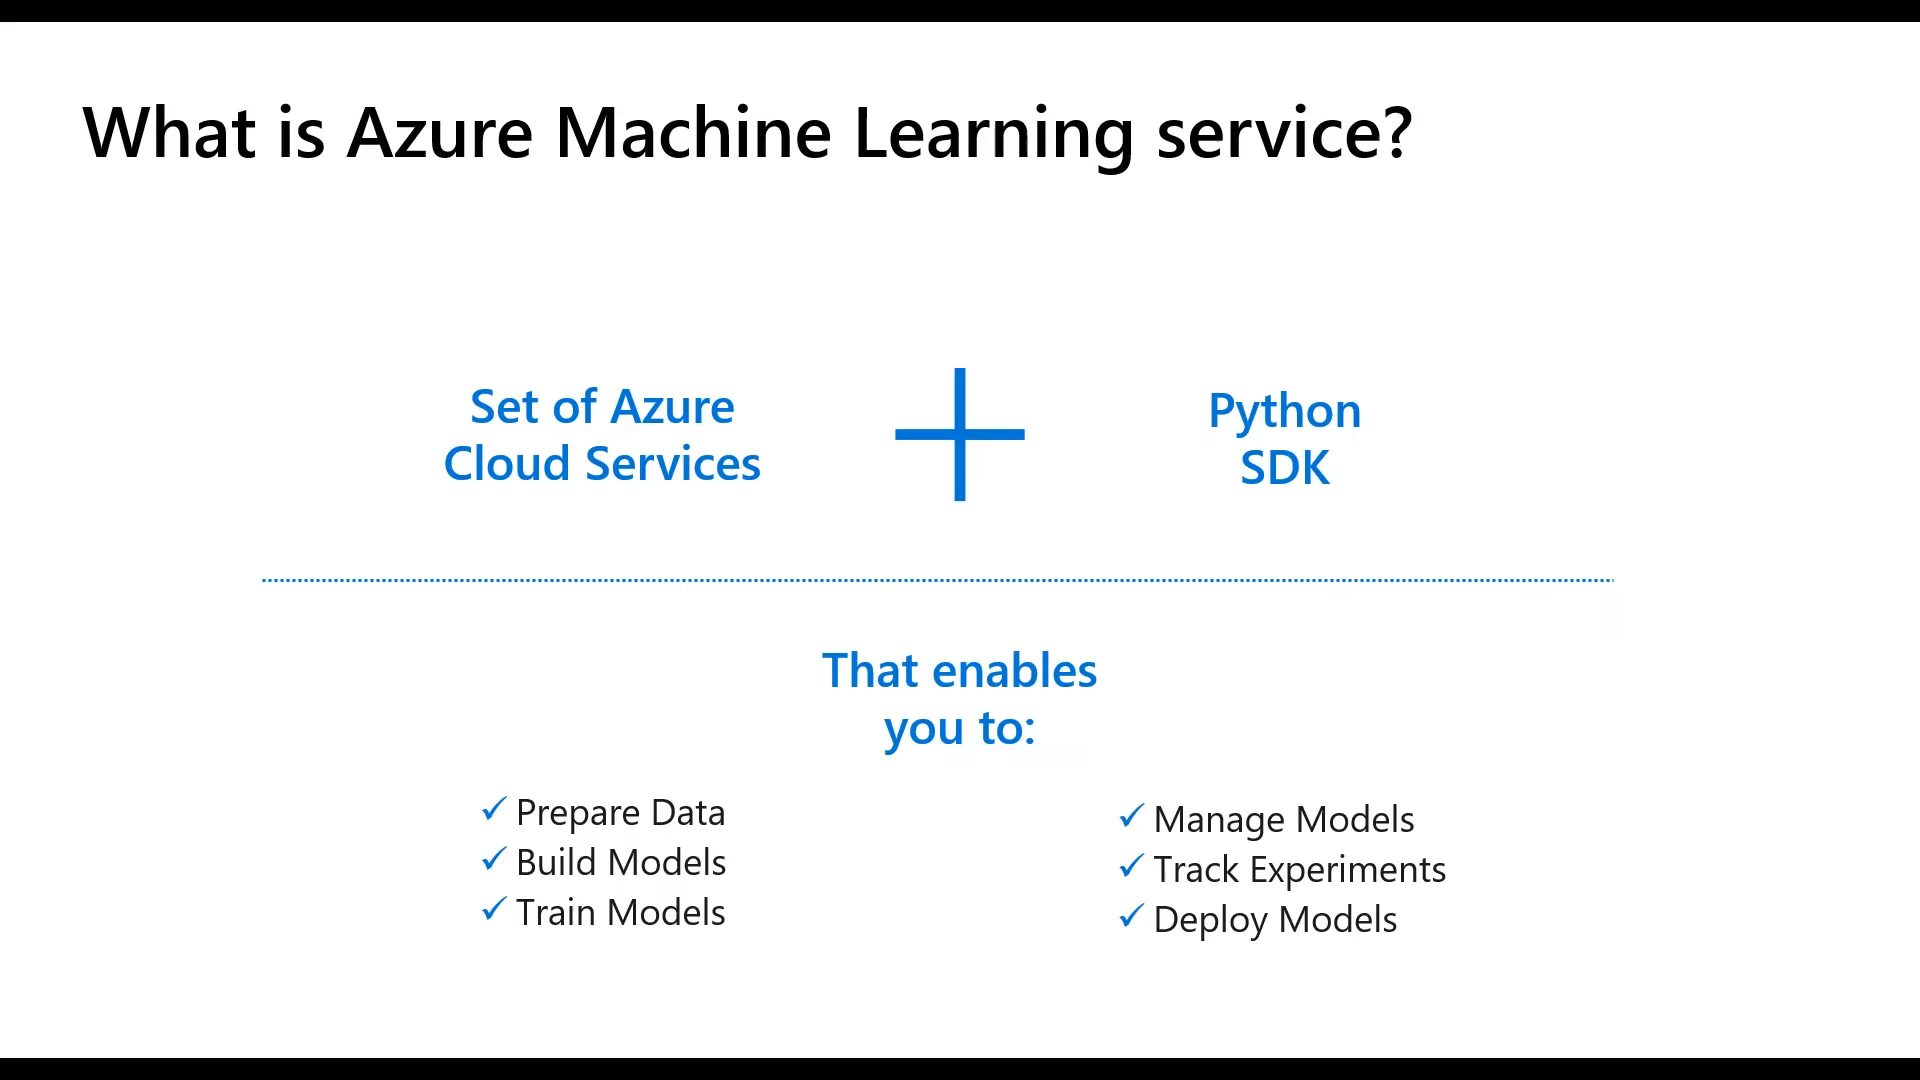 What is Azure Machine Learning service?
Set of Azure
Cloud Services
Python
SDK
That enables
you to:
✓ Prepare Data
✓ Build Models
✓ Train Models
✓ Manage Models
✓ Track Experiments
✓ Deploy Models